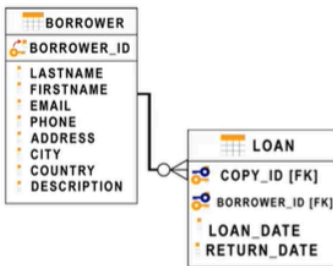 BORROWER
BORROWER_ID
LASTNAME
FIRSTNAME
EMAIL
PHONE
ADDRESS
CITY
COUNTRY
DESCRIPTION
LOAN
COPY_ID [FK]
BORROWER_ID [FK]
LOAN_DATE
RETURN_DATE